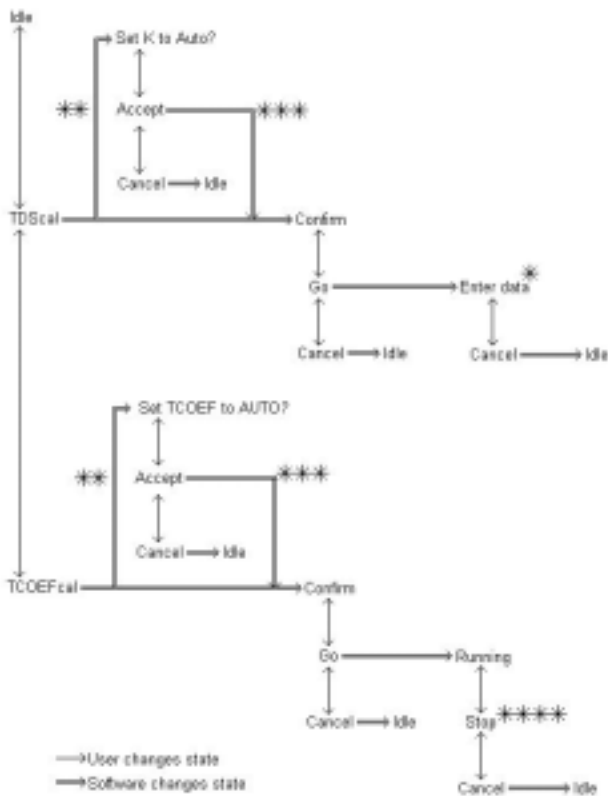 Idle
Set K to Auto?
**
Accept
***
Cancel
Idle
TDScal
Confirm
Go
Enter data*
Cancel
Idle
Cancel
Idle
Set TCOEF to AUTO?
**
Accept
***
Cancel
Idle
TCOEFcal
Confirm
Go
Running
Cancel
Idle
Stop****
User changes state
Software changes state
Cancel
Idle